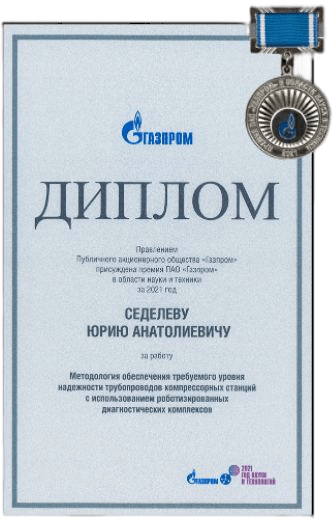 ГАЗПРОМ
ДИПЛОМ
Правлением
Публичного акционерного общества «Газпром»
присуждена премия ПАО «Газпром»
в области науки и техники
за 2021 год
СЕДЕЛЕВУ
ЮРИЮ АНАТОЛИЕВИЧУ
за работу
Методология обеспечения требуемого уровня
надежности трубопроводов компрессорных станций
с использованием роботизированных
диагностических комплексов
ГАЗПРОМ
2021
ГОД НАУКИ
И ТЕХНОЛОГИЙ